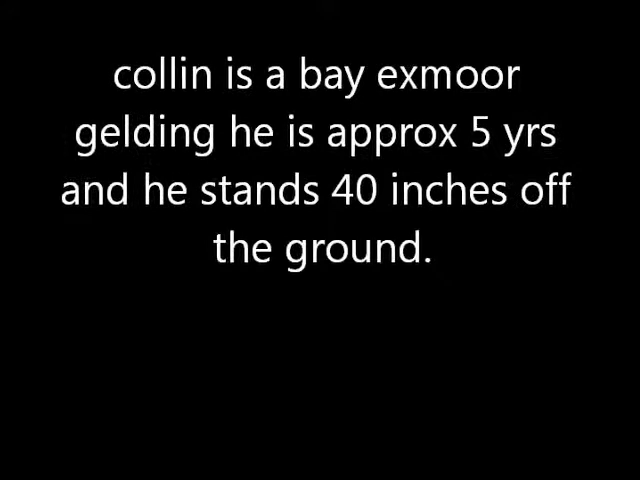 collin is a bay exmoor
gelding he is approx 5 yrs
and he stands 40 inches off
the ground.